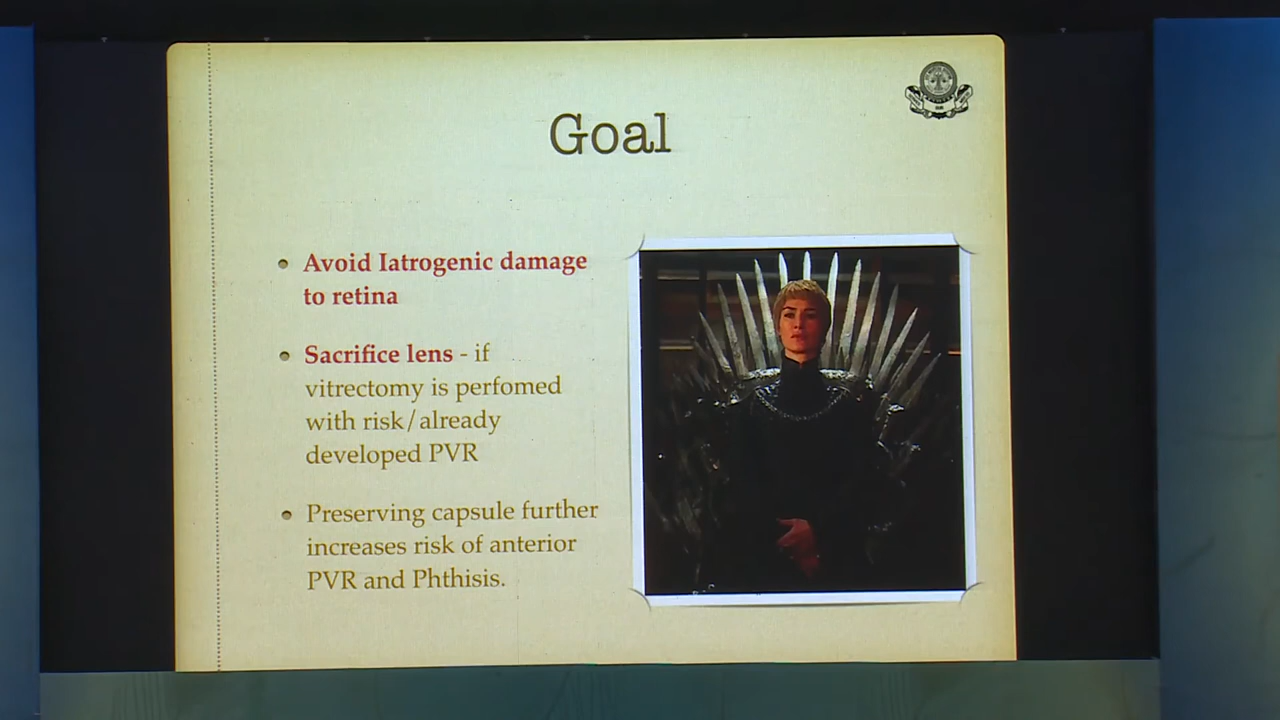 Goal
Avoid Iatrogenic damage
to retina
Sacrifice lens - if
vitrectomy is perfomed
with risk/already
developed PVR
Preserving capsule further
increases risk of anterior
PVR and Phthisis.